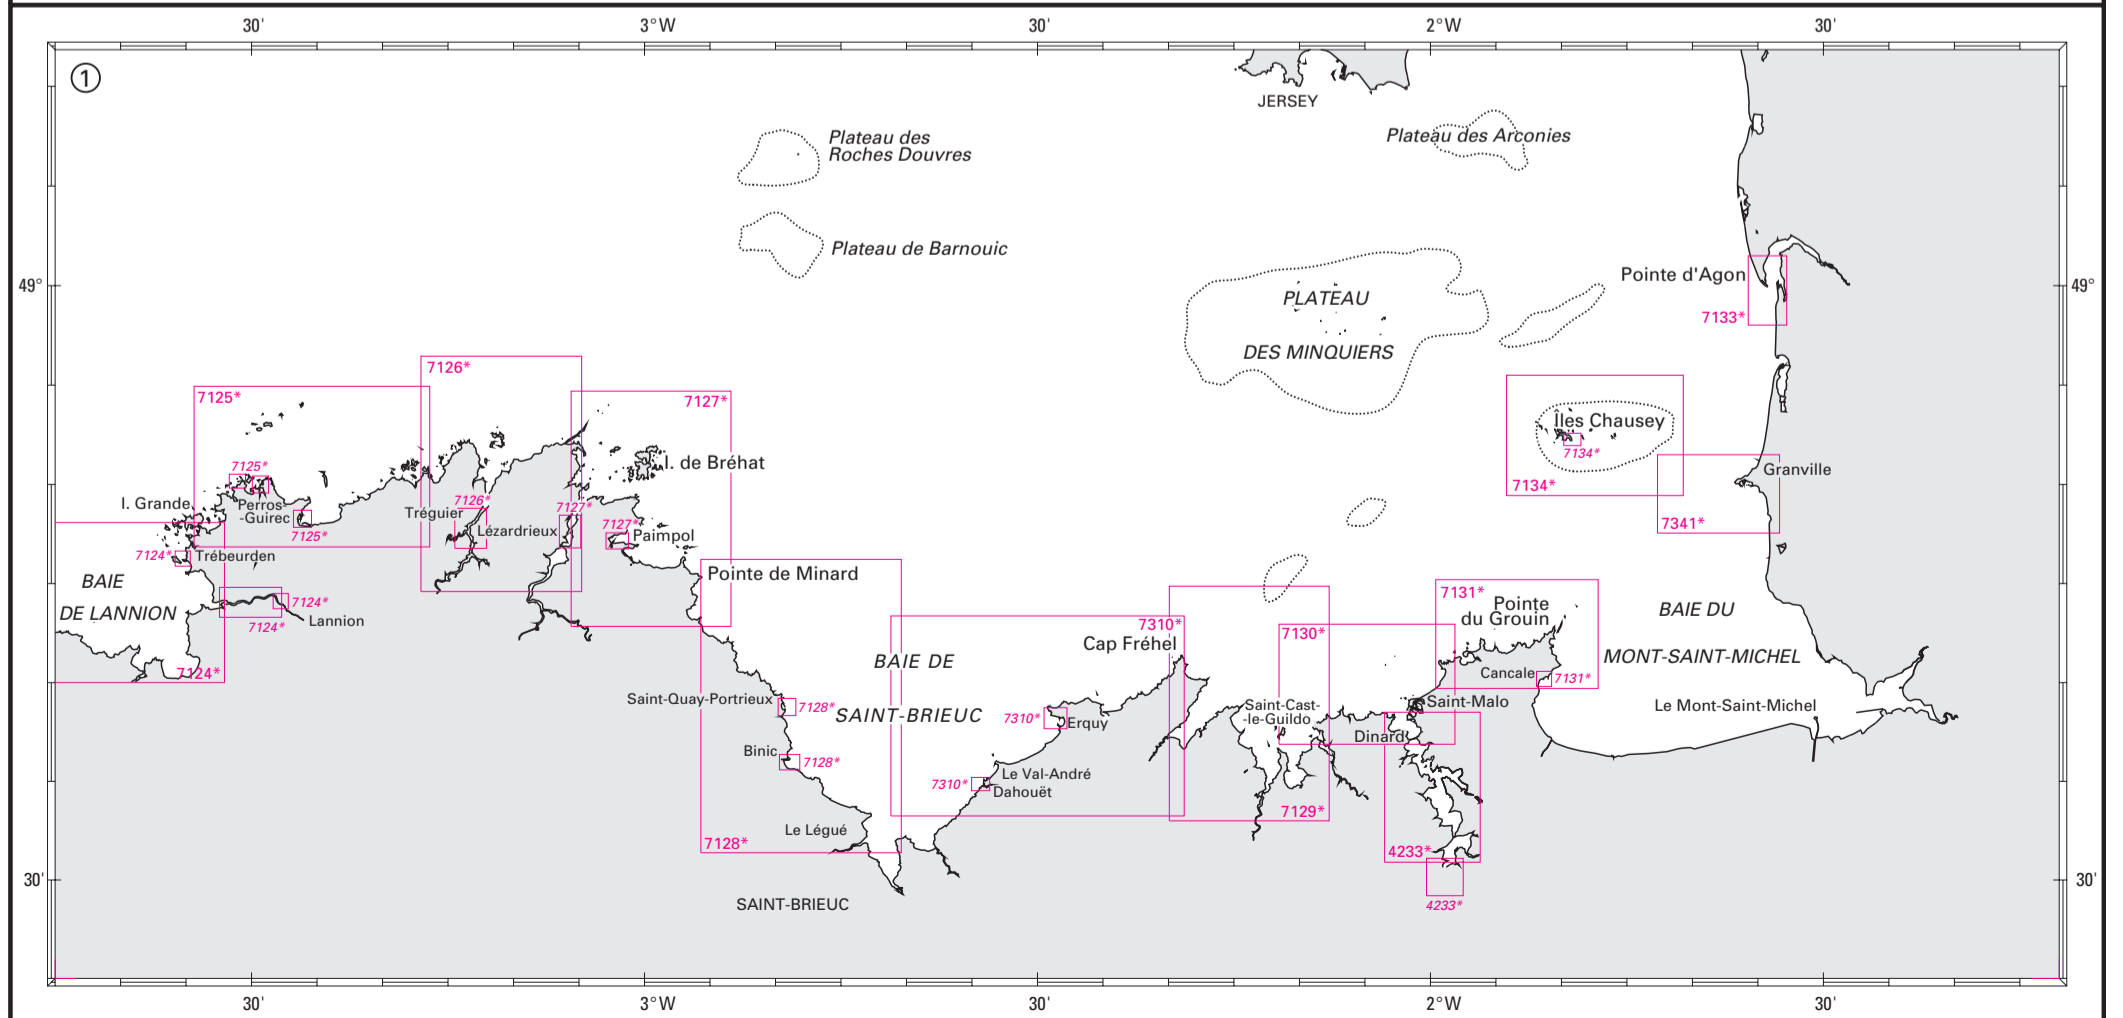 30'
3°W
30'
2°W
30'
①
JERSEY
Plateau des
Roches Douvres
Plateau des Arconies
Plateau de Barnouic
49°
Pointe d'Agon
49°
PLATEAU
7133*
DES MINQUIERS
7126*
7125*
7127*
Îles Chausey
7134*
I. de Bréhat
7125*
Granville
7134*
I. Grande
Perros-
-Guirec
7126*
Tréguier
7127*
7341*
7125*
Lézardrieux
7127*
Paimpol
7124*
Trébeurden
Pointe de Minard
BAIE
DE LANNION
7124*
7124*
Lannion
7131*
Pointe
du Grouin
BAIE DU
7310*
7130*
Cap Fréhel
BAIE DE
MONT-SAINT-MICHEL
7124*
Cancale
7131*
Saint-Quay-Portrieux
7128*
SAINT-BRIEUC
7310*
Erquy
Saint-Cast-
-le-Guildo
Saint-Malo
Le Mont-Saint-Michel
Dinard
Binic
7128*
Le Val-André
7310*
Dahouët
7129*
Le Légué
7128*
4233*
30'
30'
SAINT-BRIEUC
4233*
30'
3°W
30'
2°W
30'